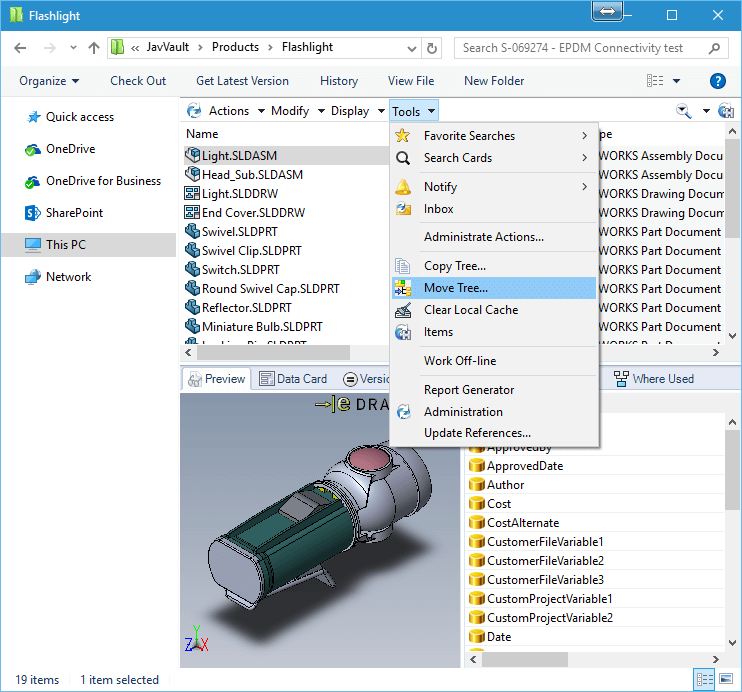 Flashlight
« JavVault > Products > Flashlight
Search S-069274 - EPDM Connectivity test
Organize
Check Out
Get Latest Version
History
View File
New Folder
?
Quick access
OneDrive
OneDrive for Business
SharePoint
This PC
Network
Actions
Modify
Display
Tools
Name
pe
Light.SLDASM
WORKS Assembly Docu
Head_Sub.SLDASM
WORKS Assembly Docu
Light.SLDDRW
WORKS Drawing Docum
End Cover.SLDDRW
WORKS Drawing Docum
Swivel.SLDPRT
WORKS Part Document
Swivel Clip.SLDPRT
WORKS Part Document
Switch.SLDPRT
WORKS Part Document
Round Swivel Cap.SLDPRT
WORKS Part Document
Reflector.SLDPRT
WORKS Part Document
Miniature Bulb.SLDPRT
WORKS Part Document
Favorite Searches
Search Cards
Notify
Inbox
Administrate Actions...
Copy Tree...
Move Tree...
Clear Local Cache
Items
Work Off-line
Report Generator
Administration
Update References...
Preview
Data Card
Versio
Where Used
e DRA
ApprovedBy
ApprovedDate
Author
Cost
CostAlternate
CustomerFileVariable1
CustomerFileVariable2
CustomerFileVariable3
CustomProjectVariable1
CustomProjectVariable2
Date
Y
Z X
19 items
1 item selected